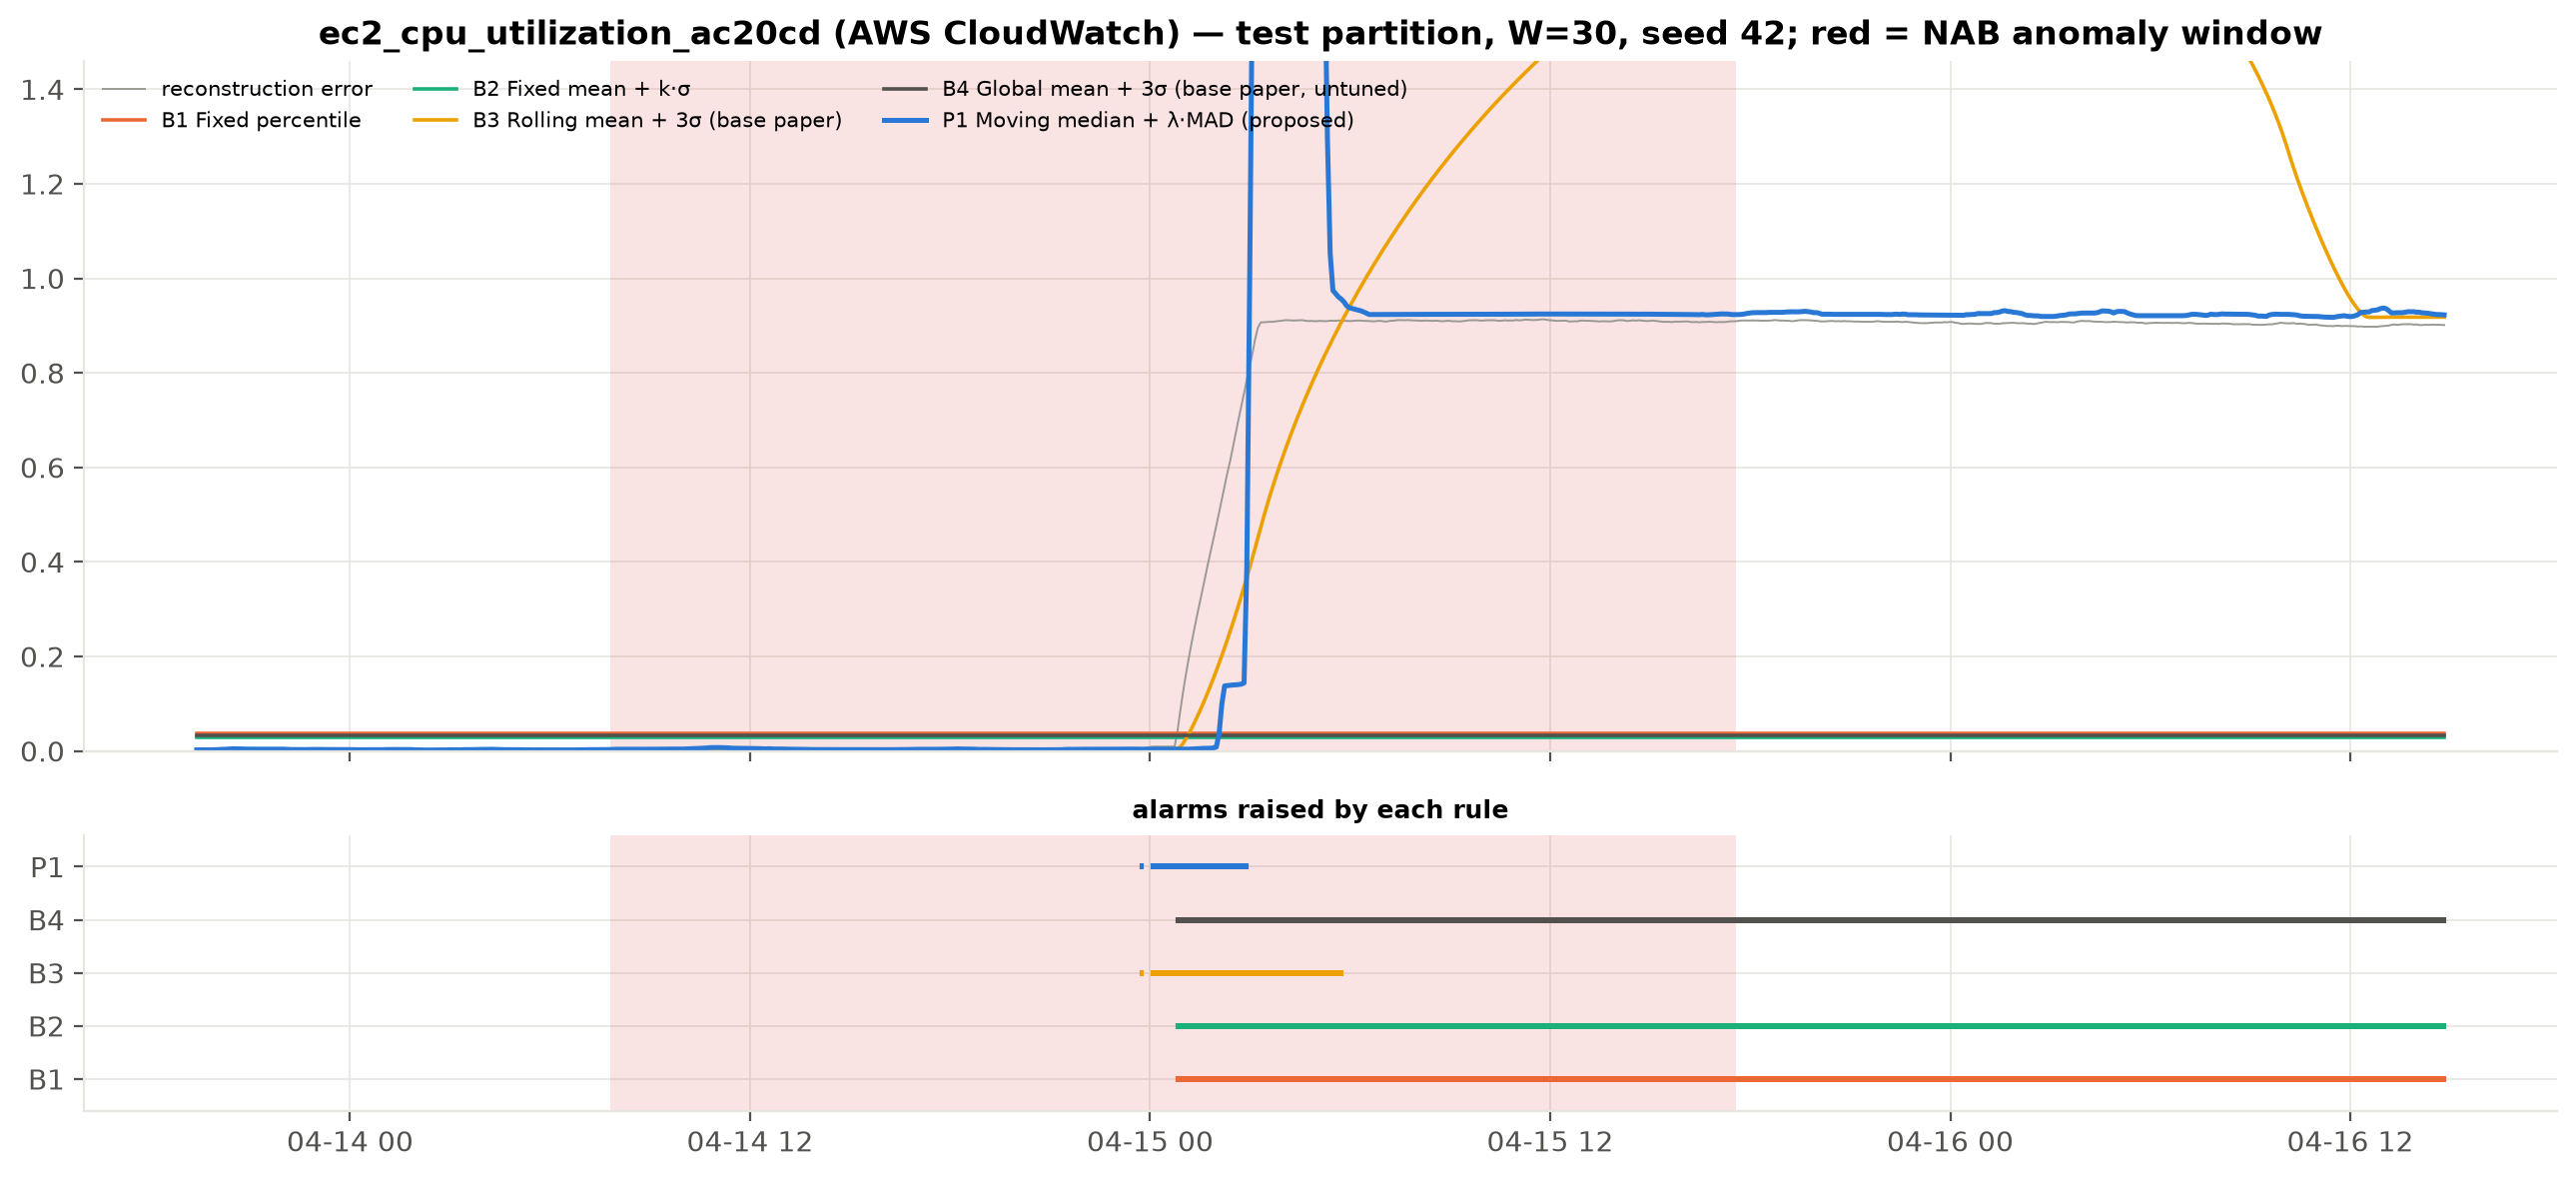 ec2_cpu_utilization_ac20cd (AWS CloudWatch) — test partition, W=30, seed 42; red = NAB anomaly window
reconstruction error
B1 Fixed percentile
B2 Fixed mean + k·σ
B3 Rolling mean + 3σ (base paper)
B4 Global mean + 3σ (base paper, untuned)
P1 Moving median + λ·MAD (proposed)
1.4
1.2
1.0
0.8
0.6
0.4
0.2
0.0
alarms raised by each rule
P1
B4
B3
B2
B1
04-14 00
04-14 12
04-15 00
04-15 12
04-16 00
04-16 12